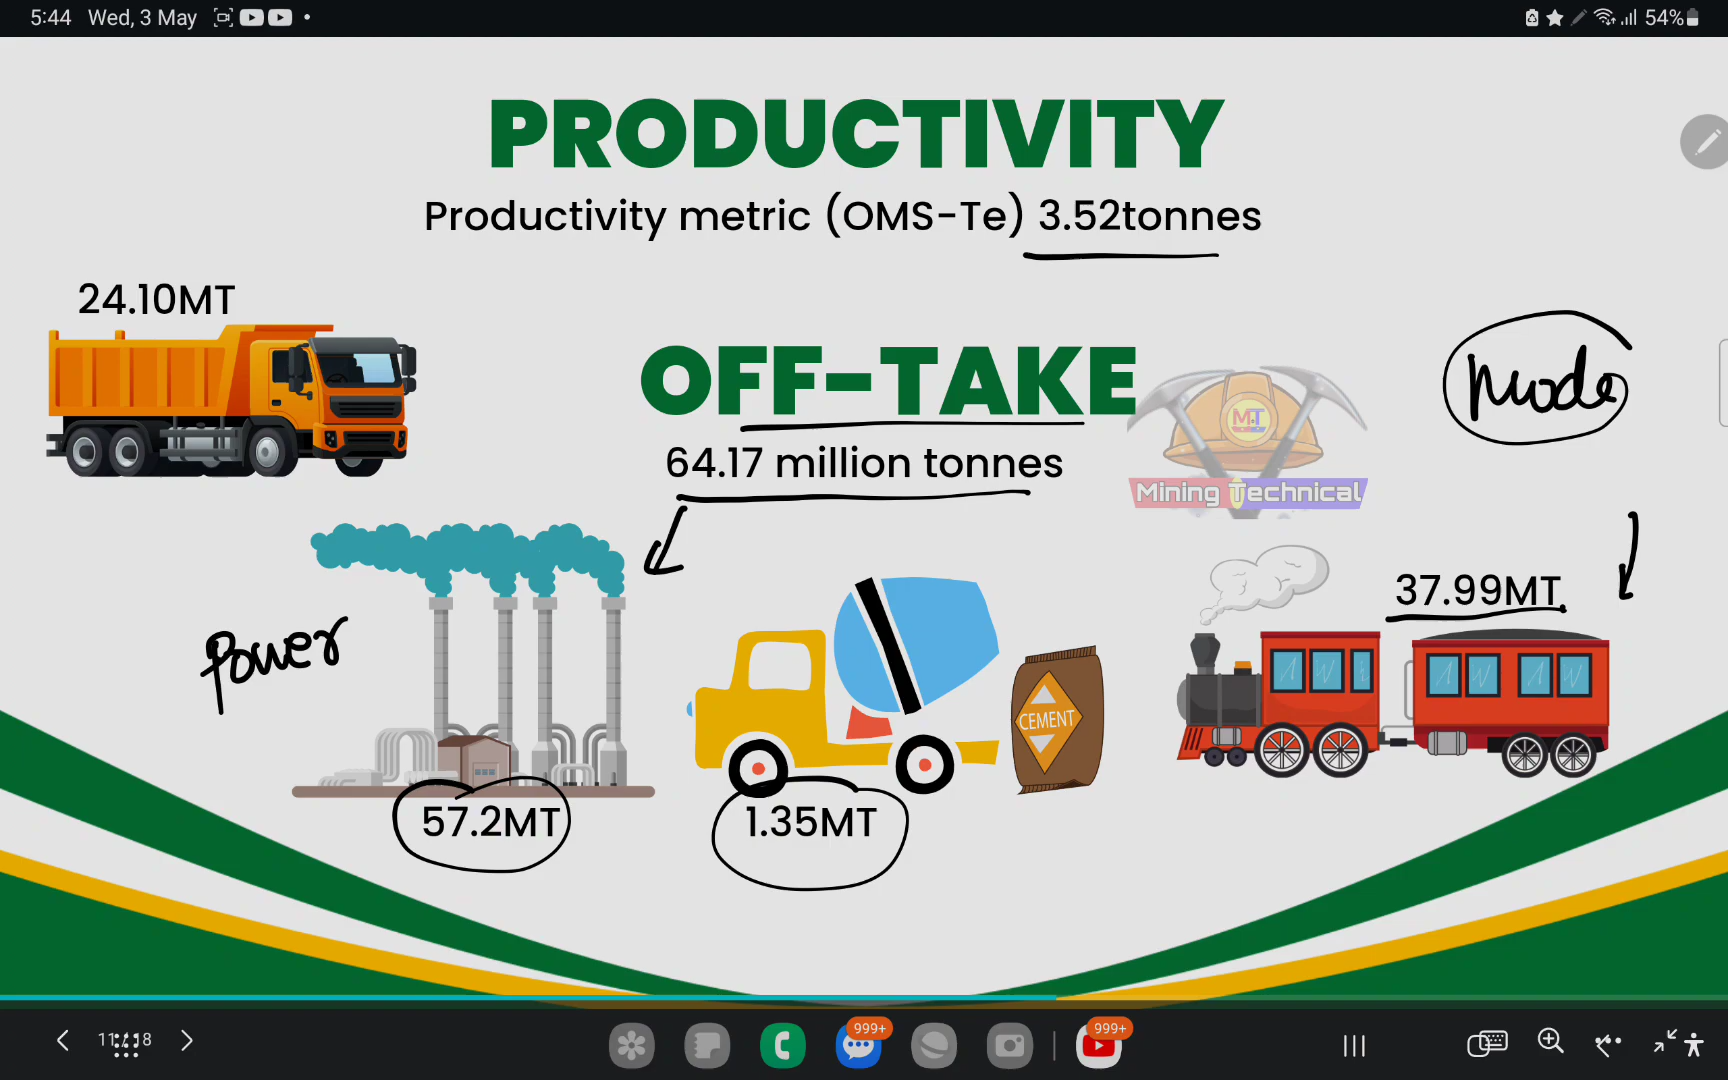 5:44 Wed, 3 May
54%
PRODUCTIVITY
Productivity metric (OMS-Te) 3.52tonnes
24.10MT
OFF-TAKE
64.17 million tonnes
Mode
MT
Mining Technical
37.99MT
Power
CEMENT
57.2MT
1.35MT
999+
999+